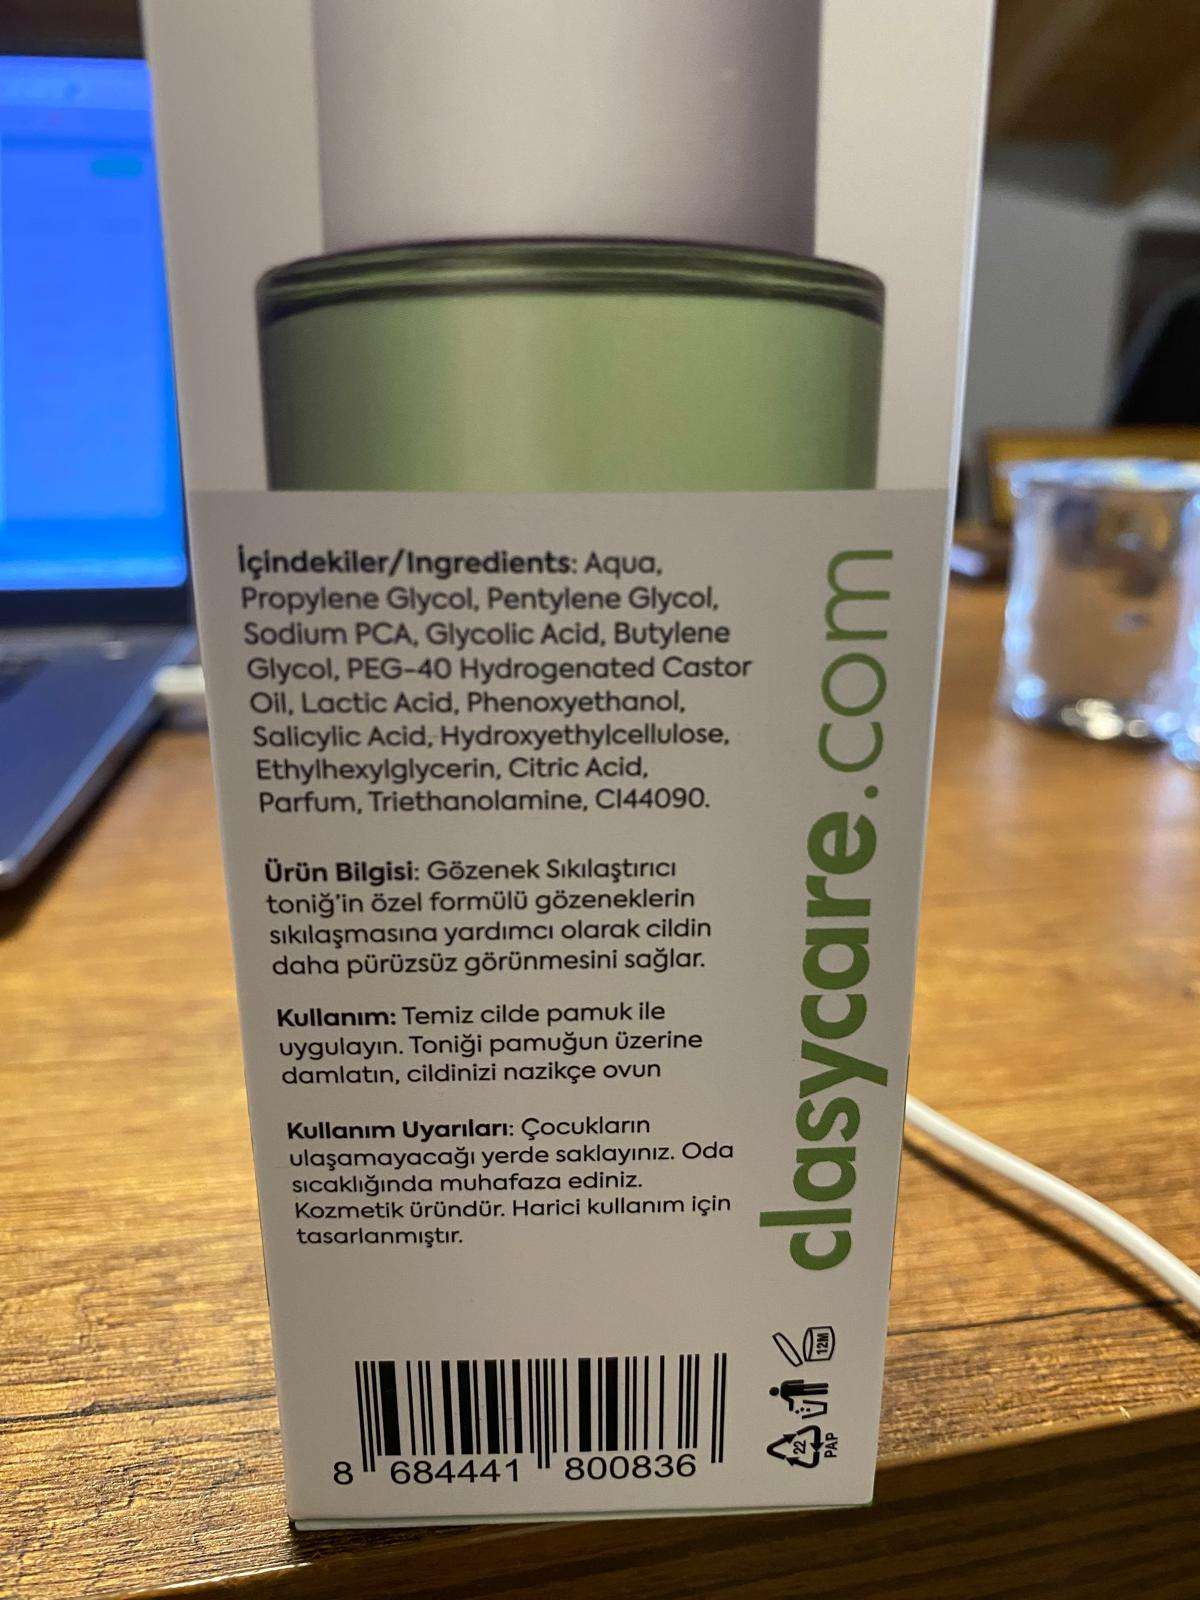 İçindekiler/Ingredients: Aqua,
Propylene Glycol, Pentylene Glycol,
Sodium PCA, Glycolic Acid, Butylene
Glycol, PEG-40 Hydrogenated Castor
Oil, Lactic Acid, Phenoxyethanol,
Salicylic Acid, Hydroxyethylcellulose,
Ethylhexylglycerin, Citric Acid,
Parfum, Triethanolamine, CI44090.
Ürün Bilgisi: Gözenek Sıkılaştırıcı
toniğ'in özel formülü gözeneklerin
sıkılaşmasına yardımcı olarak cildin
daha pürüzsüz görünmesini sağlar.
Kullanım: Temiz cilde pamuk ile
uygulayın. Toniği pamuğun üzerine
damlatın, cildinizi nazikçe ovun
Kullanım Uyarıları: Çocukların
ulaşamayacağı yerde saklayınız. Oda
sıcaklığında muhafaza ediniz.
Kozmetik üründür. Harici kullanım için
tasarlanmıştır.
clasycare.com
12M
22
PAP
8 684441 800836